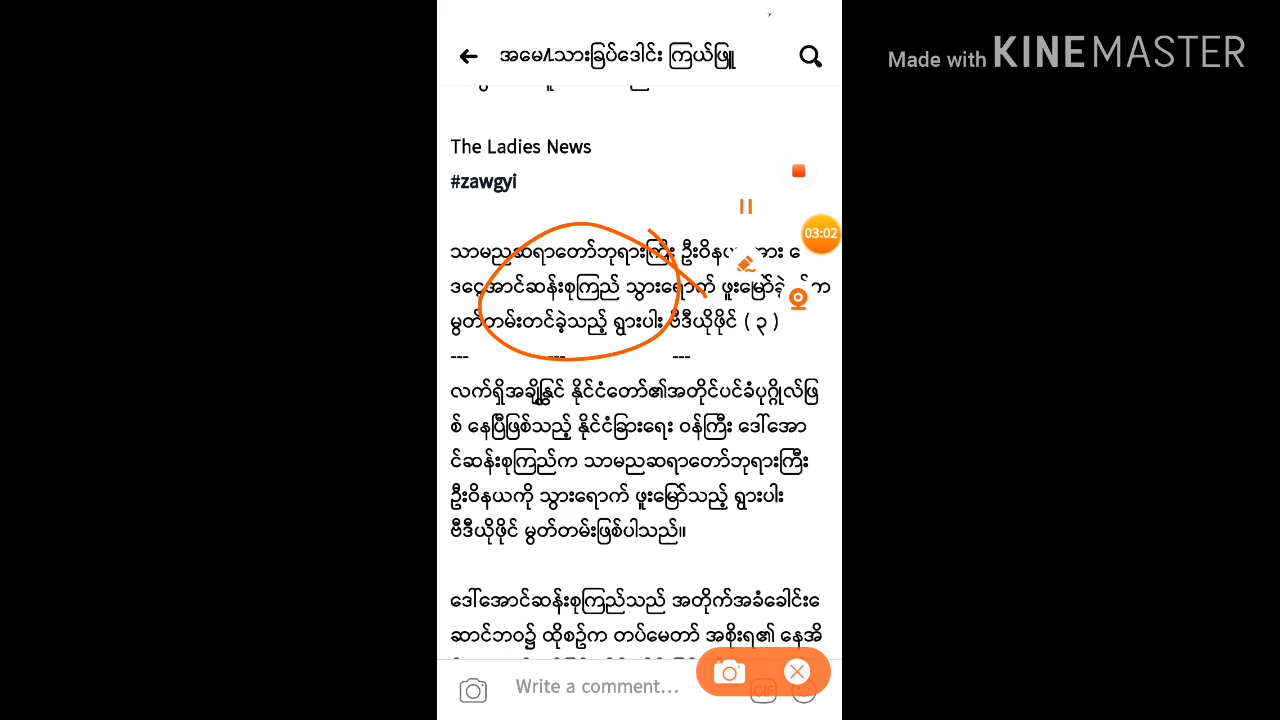 Made with KINEMASTER
အမေႛသားခြပ်ဒေါင်း ကြယ်ဖြူ
The Ladies News
#zawgyi
သာမညဆရာတော်ဘုရားကြီး ဦးဝိနယ
အောင်ဆန်းစုကြည် သွားရောက် ဖူးမြော်
မွတ်တမ်းတင်ခဲ့သည့် ရှားပါး ဗီဒီယိုဖိုင် ( ၃ )
--- --- ---
လက်ရှိအချိန္တွင် နိုင်ငံတော်၏အတိုင်ပင်ခံပုဂ္ဂိုလ်ဖြ
စ် နေပြီဖြစ်သည့် နိုင်ငံခြားရေး ဝန်ကြီး ဒေါ်အော
င်ဆန်းစုကြည်က သာမညဆရာတော်ဘုရားကြီး
ဦးဝိနယကို သွားရောက် ဖူးမြော်သည့် ရှားပါး
ဗီဒီယိုဖိုင် မွတ်တမ်းဖြစ်ပါသည်။
ဒေါ်အောင်ဆန်းစုကြည်သည် အတိုက်အခံခေါင်းေ
ဆာင်ဘဝ၌ ထိုစဥ်က တပ်မေတာ် အစိုးရ၏ နေအိ
Write a comment...
GIF
03:02